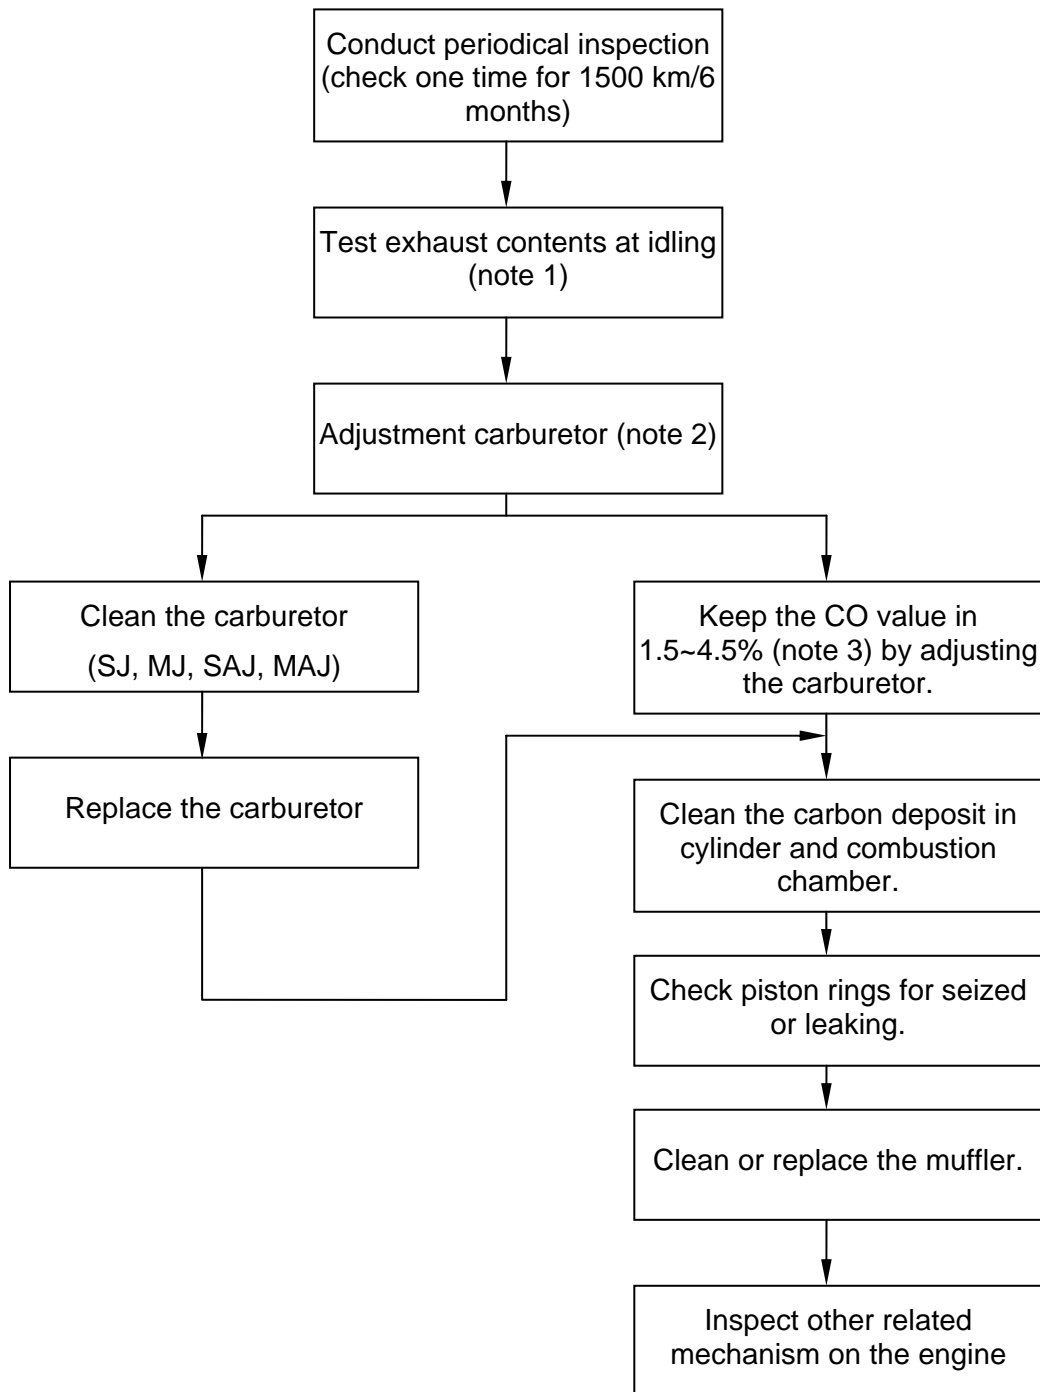 Conduct periodical inspection
(check one time for 1500 km/6
months)
Test exhaust contents at idling
(note 1)
Adjustment carburetor (note 2)
Clean the carburetor
(SJ, MJ, SAJ, MAJ)
Replace the carburetor
Keep the CO value in
1.5~4.5% (note 3) by adjusting
the carburetor.
Clean the carbon deposit in
cylinder and combustion
chamber.
Check piston rings for seized
or leaking.
Clean or replace the muffler.
Inspect other related
mechanism on the engine